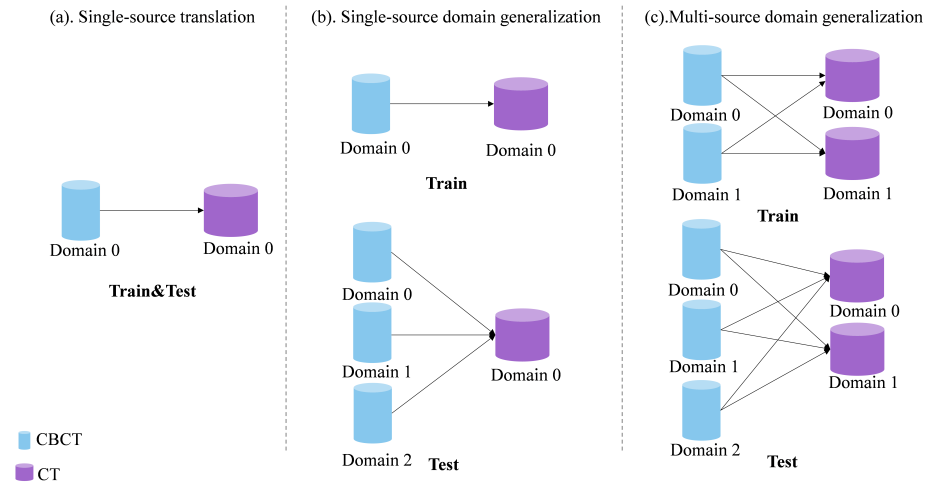 (a). Single-source translation
Domain 0
Domain 0
Train&Test
CBCT
CT
(b). Single-source domain generalization
Domain 0
Domain 0
Train
Domain 0
Domain 1
Domain 0
Domain 2
Test
(c).Multi-source domain generalization
Domain 0
Domain 0
Domain 1
Domain 1
Train
Domain 0
Domain 0
Domain 1
Domain 1
Domain 2
Test